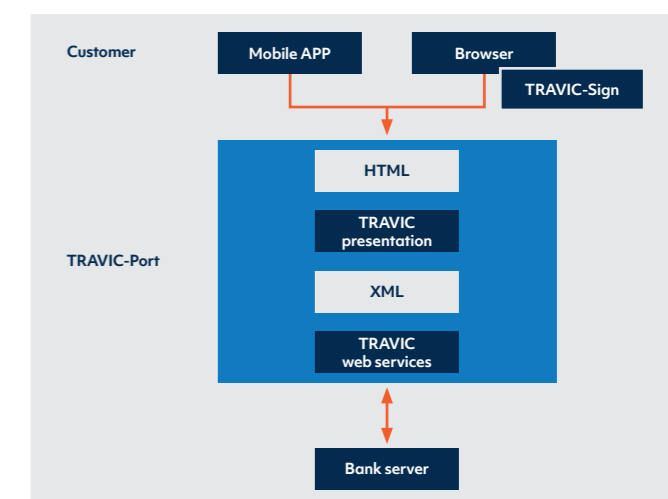 Customer
Mobile APP
Browser
TRAVIC-Sign
HTML
TRAVIC
presentation
TRAVIC-Port
XML
TRAVIC
web services
Bank server